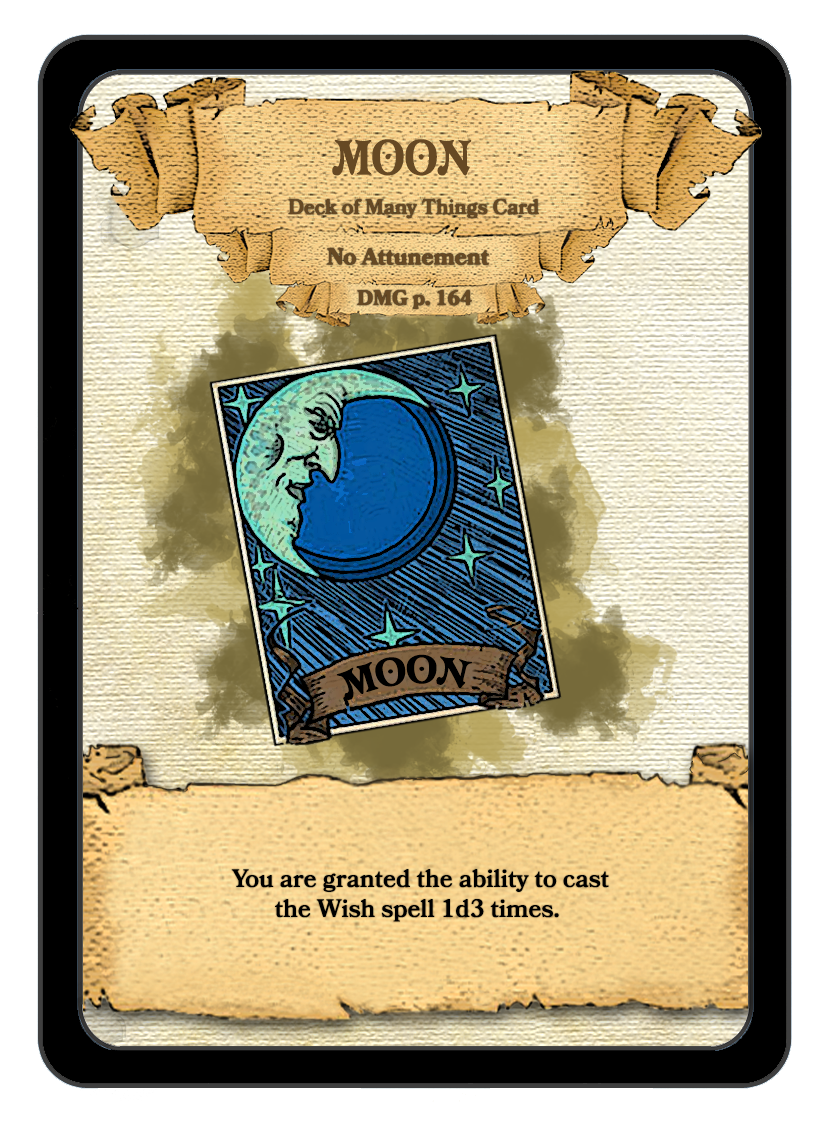 MOON
Deck of Many Things Card
No Attunement
DMG p. 164
MOON
You are granted the ability to cast
the Wish spell 1d3 times.